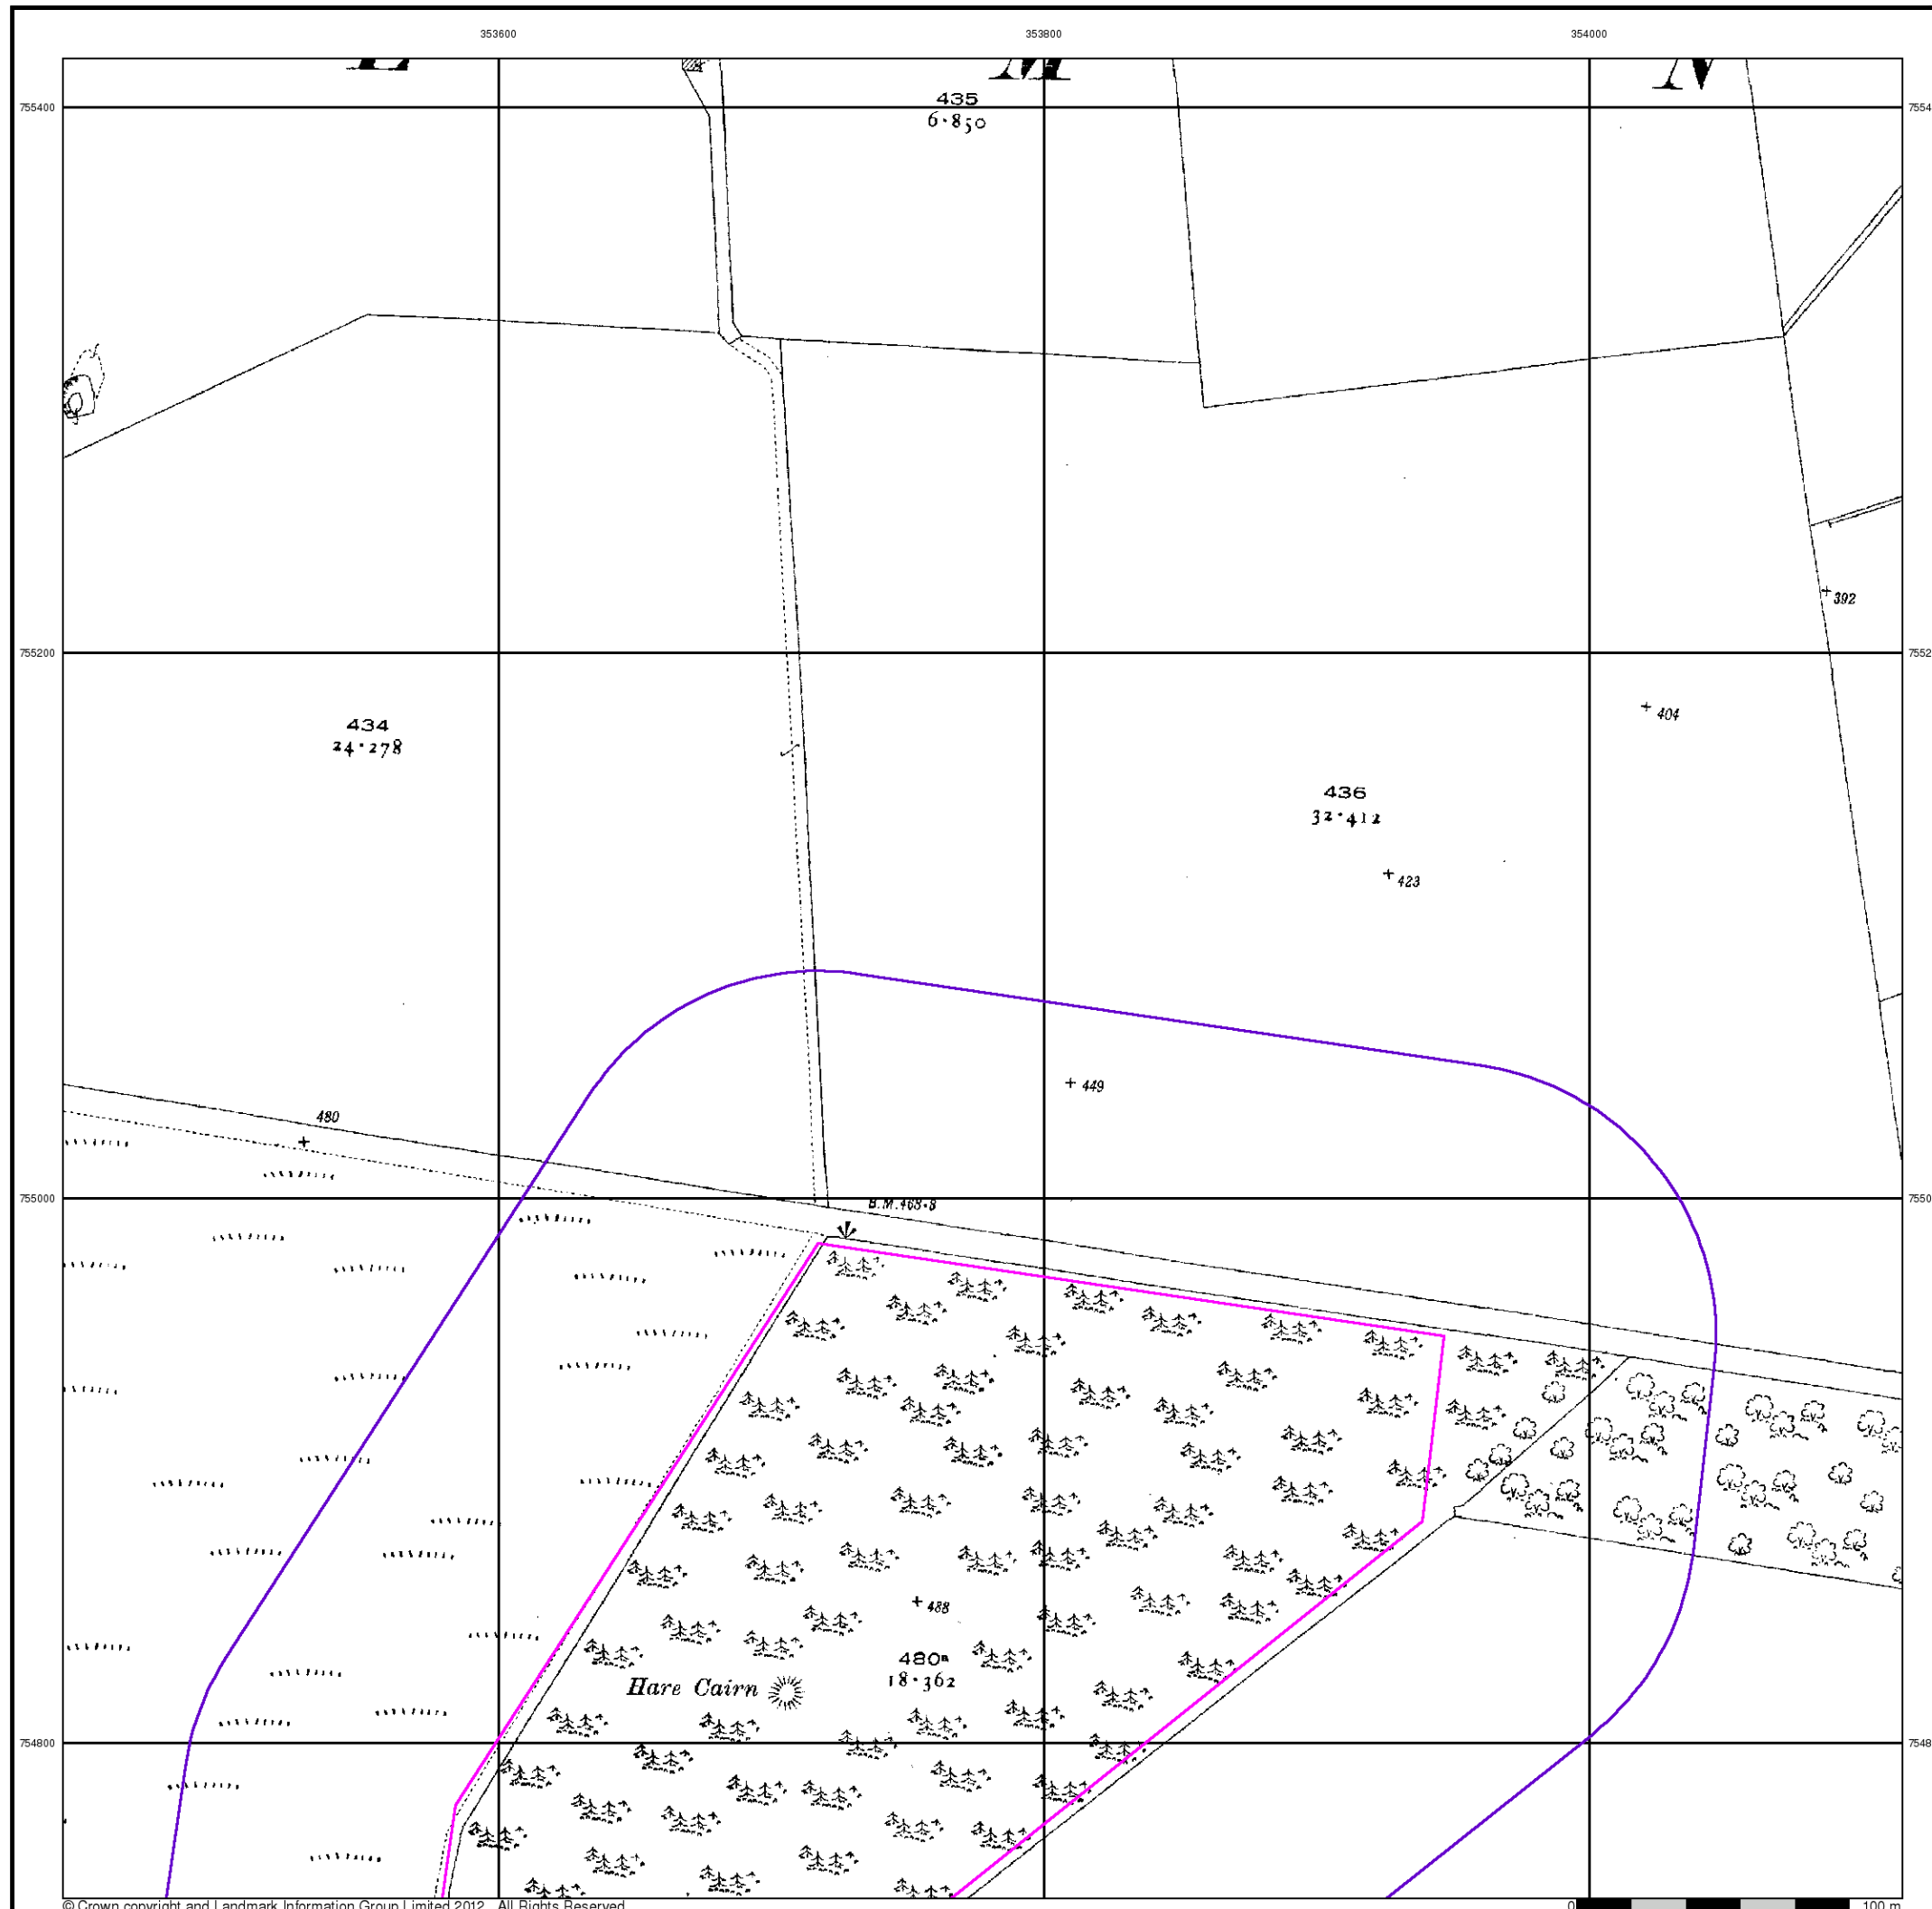 353600 353800 354000
L M N
755400
435
6·850
392
755200
404
434
24·278
436
32·412
423
449
480
755000
B.M.468·8
488
480a
18·362
Hare Cairn
754800
© Crown copyright and Landmark Information Group Limited 2012. All Rights Reserved.
0 100 m